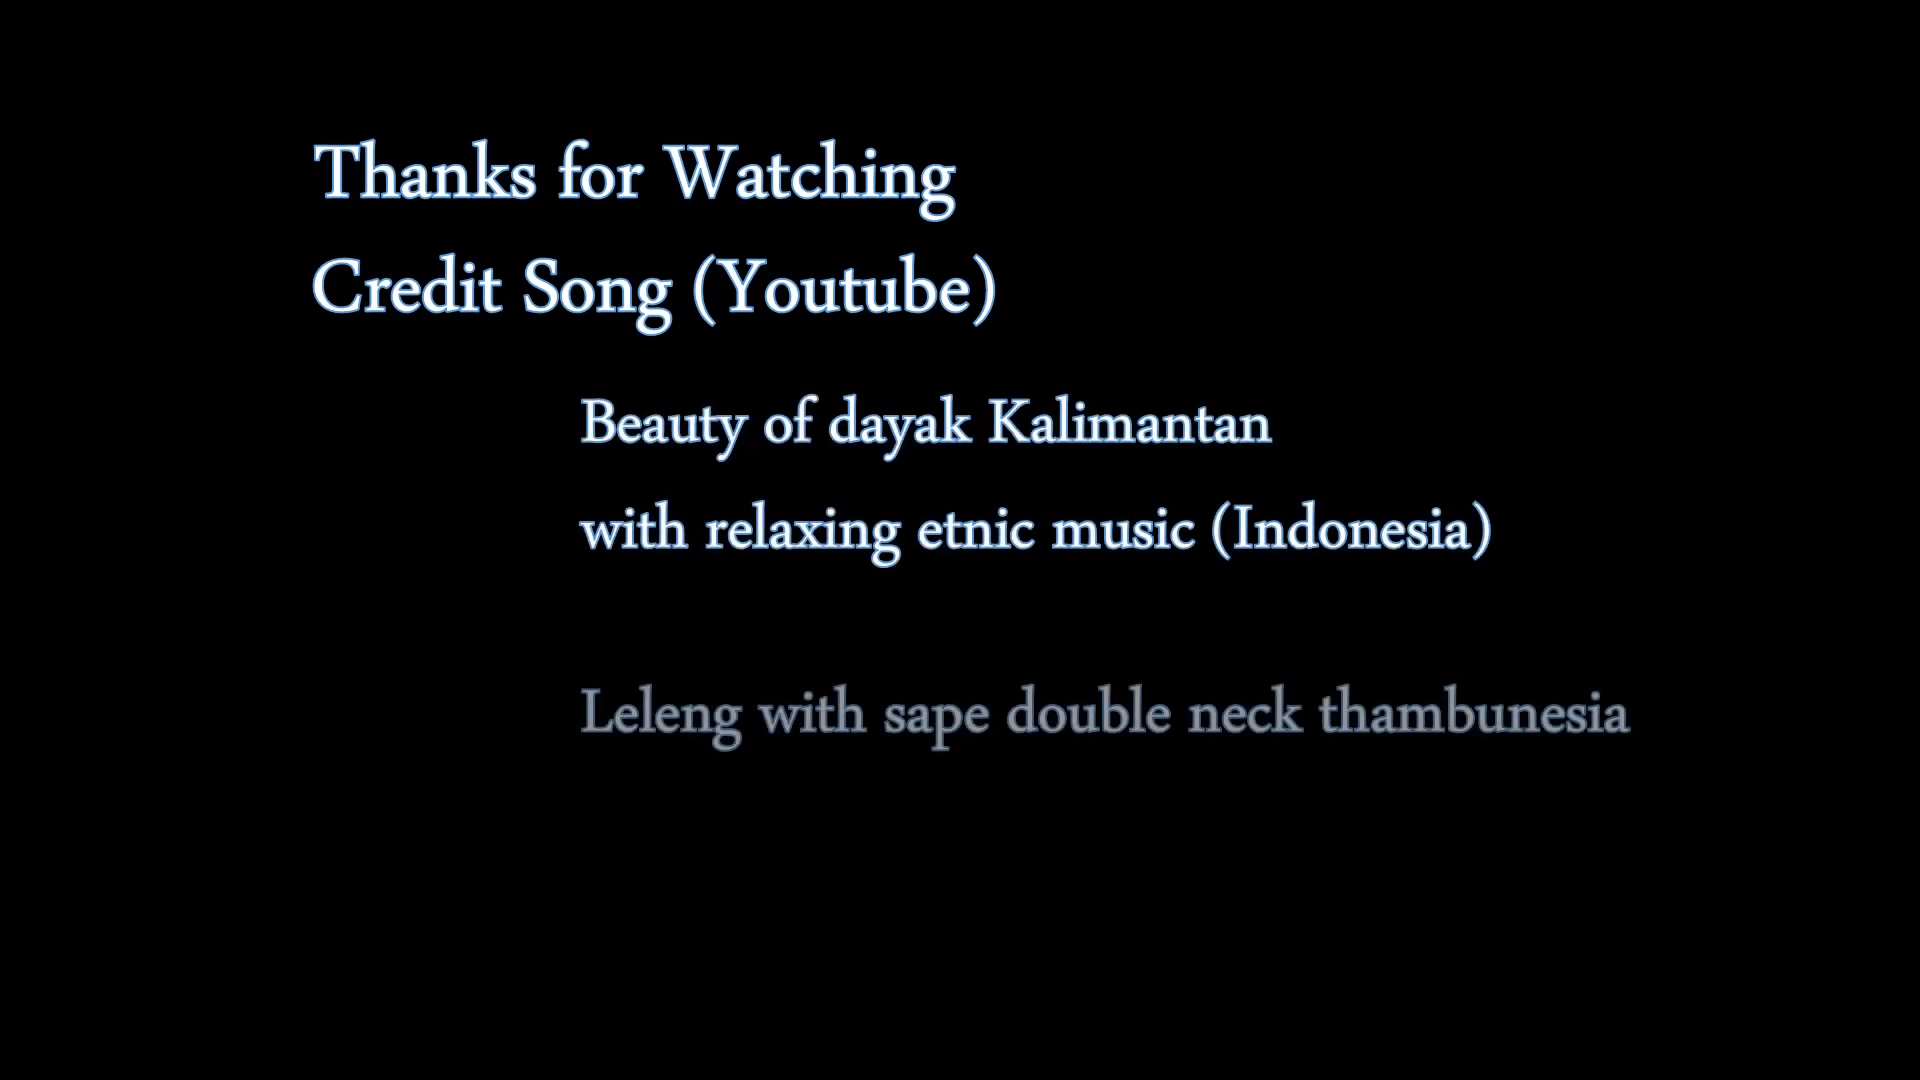 Thanks for Watching
Credit Song (Youtube)
Beauty of dayak Kalimantan
with relaxing etnic music (Indonesia)
Leleng with sape double neck thambunesia